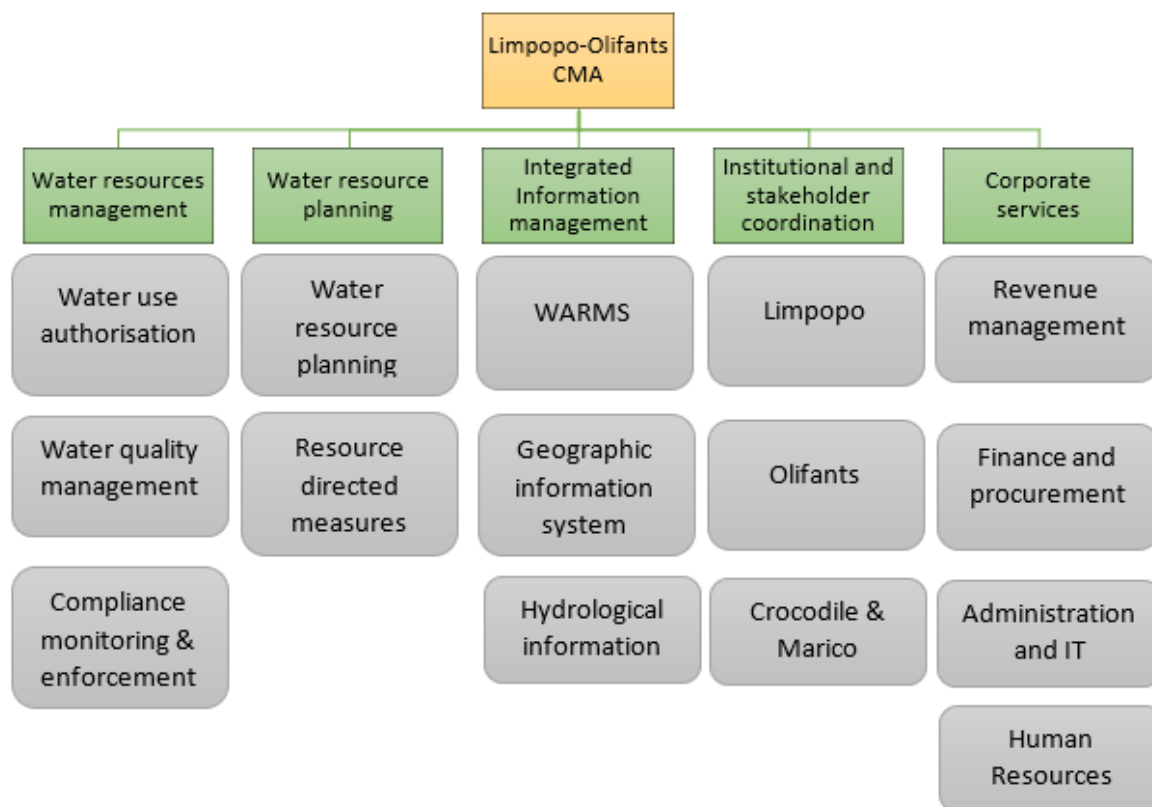 Limpopo-Olifants
CMA
Water resources
management
Water resource
planning
Integrated
Information
management
Institutional and
stakeholder
coordination
Corporate
services
Water use
authorisation
Water
resource
planning
WARMS
Limpopo
Revenue
management
Water quality
management
Resource
directed
measures
Geographic
information
system
Olifants
Finance and
procurement
Compliance
monitoring &
enforcement
Hydrological
information
Crocodile &
Marico
Administration
and IT
Human
Resources